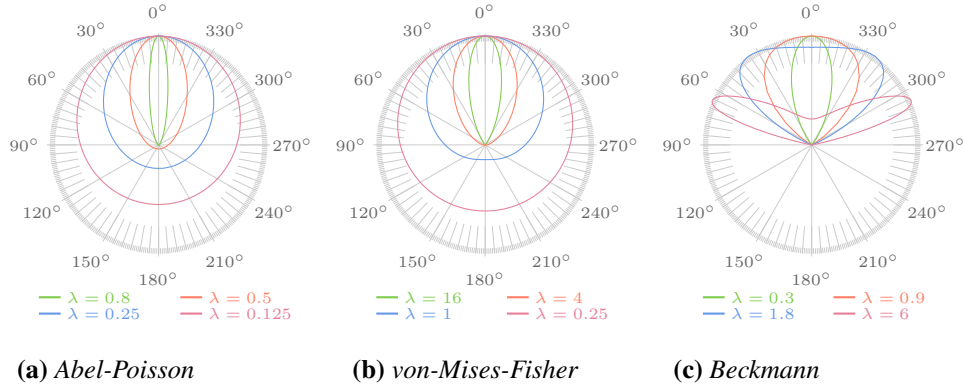 0° 0° 0°
30° 330° 30° 330° 30° 330°
60° 300° 60° 300° 60° 300°
90° 270° 90° 270° 90° 270°
120° 240° 120° 240° 120° 240°
150° 210° 150° 210° 150° 210°
180° 180° 180°
λ = 0.8 λ = 0.5 λ = 16 λ = 4 λ = 0.3 λ = 0.9
λ = 0.25 λ = 0.125 λ = 1 λ = 0.25 λ = 1.8 λ = 6
(a) Abel-Poisson (b) von-Mises-Fisher (c) Beckmann